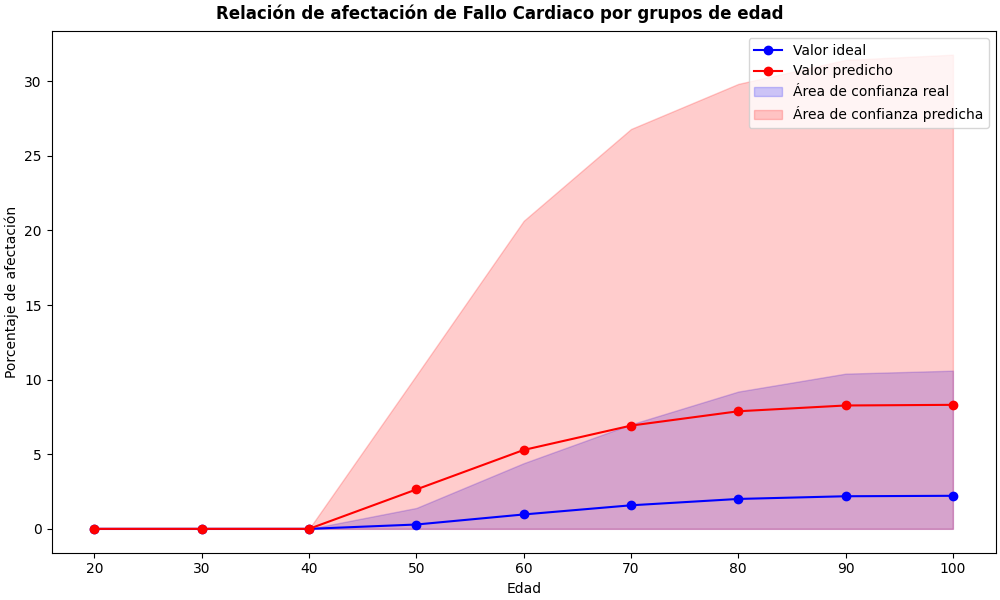 Relación de afectación de Fallo Cardiaco por grupos de edad
Valor ideal
Valor predicho
Área de confianza real
Área de confianza predicha
Porcentaje de afectación
30
25
20
15
10
5
0
20 30 40 50 60 70 80 90 100
Edad